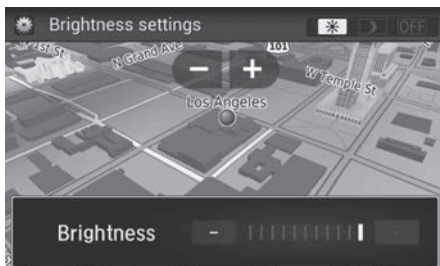 Brightness settings
OFF
1st St
N Grand Ave
101
W Temple St
Los Angeles
Brightness